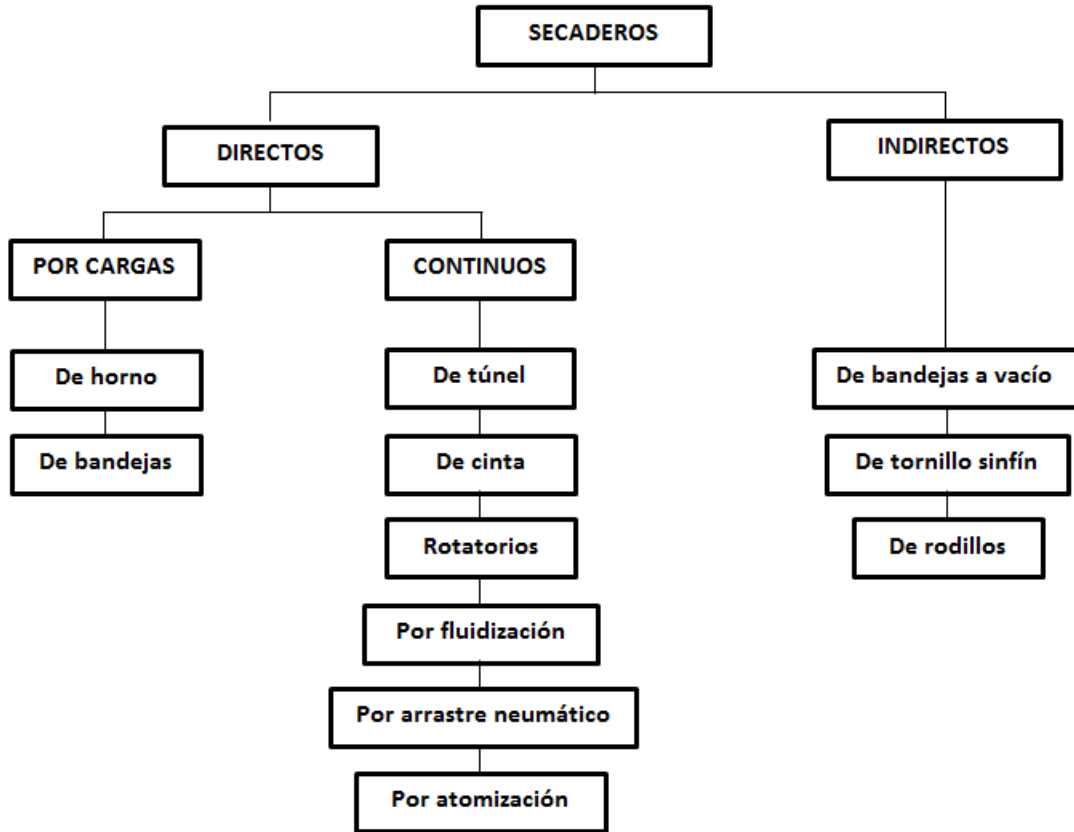 SECADEROS
DIRECTOS
INDIRECTOS
POR CARGAS
CONTINUOS
De horno
De túnel
De bandejas a vacío
De bandejas
De cinta
De tornillo sinfín
Rotatorios
De rodillos
Por fluidización
Por arrastre neumático
Por atomización